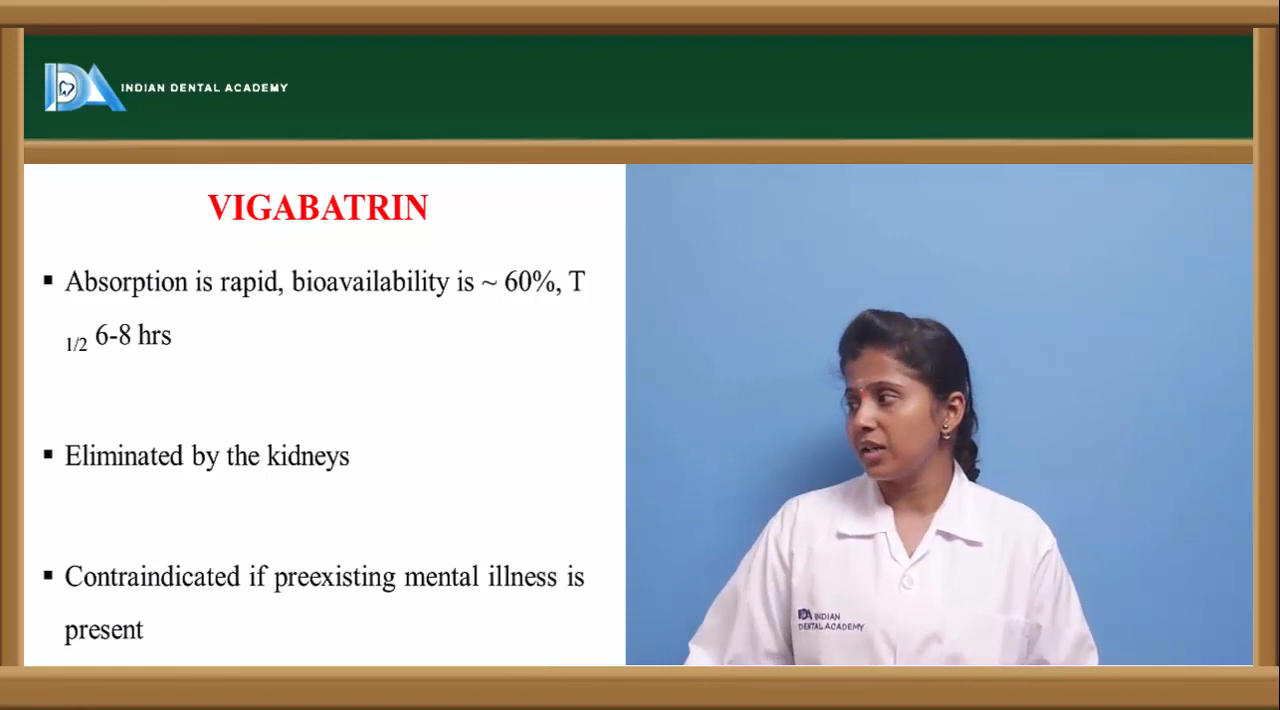 INDIAN DENTAL ACADEMY
VIGABATRIN
▪ Absorption is rapid, bioavailability is ~ 60%, T
1/2 6-8 hrs
▪ Eliminated by the kidneys
▪ Contraindicated if preexisting mental illness is
present
IDA INDIAN
DENTAL ACADEMY